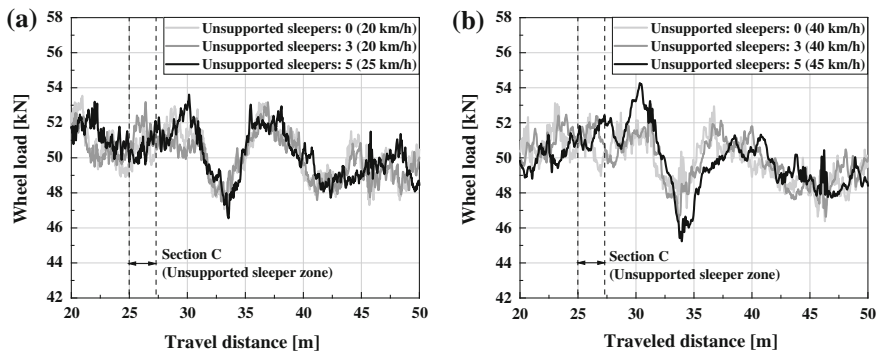 (a)
58
56
54
52
50
48
46
44
42
Wheel load [kN]
Unsupported sleepers: 0 (20 km/h)
Unsupported sleepers: 3 (20 km/h)
Unsupported sleepers: 5 (25 km/h)
Section C
(Unsupported sleeper zone)
20 25 30 35 40 45 50
Travel distance [m]
(b)
58
56
54
52
50
48
46
44
42
Wheel load [kN]
Unsupported sleepers: 0 (40 km/h)
Unsupported sleepers: 3 (40 km/h)
Unsupported sleepers: 5 (45 km/h)
Section C
(Unsupported sleeper zone)
20 25 30 35 40 45 50
Traveled distance [m]